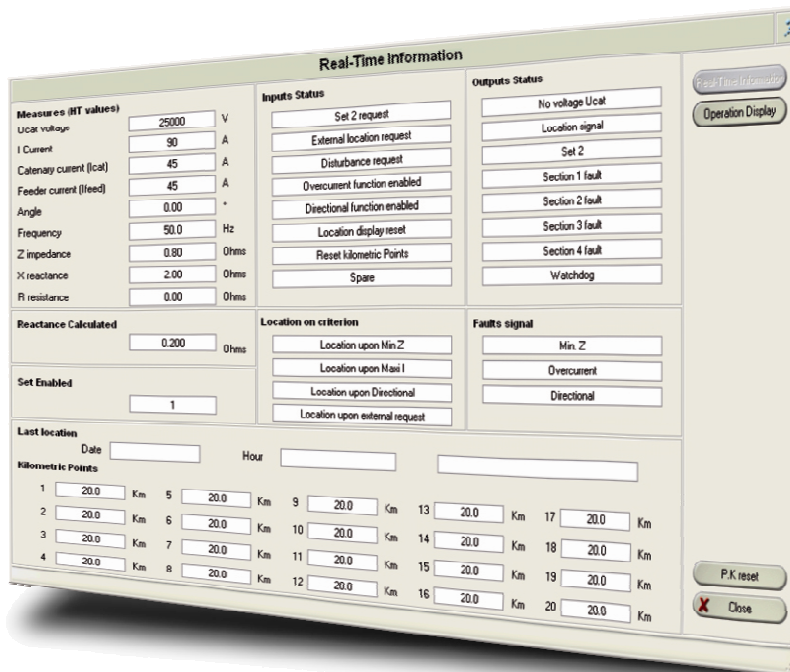 Real-Time Information
Measures (HT values)
Ucat voltage 25000 V
I Current 90 A
Catenary current (Icat) 45 A
Feeder current (Ifeed) 45 A
Angle 0.00 °
Frequency 50.0 Hz
Z impedance 0.80 Ohms
X reactance 2.00 Ohms
R resistance 0.00 Ohms
Inputs Status
Set 2 request
External location request
Disturbance request
Overcurrent function enabled
Directional function enabled
Location display reset
Reset kilometric Points
Spare
Outputs Status
No voltage Ucat
Location signal
Set 2
Section 1 fault
Section 2 fault
Section 3 fault
Section 4 fault
Watchdog
Real-Time Information
Operation Display
Reactance Calculated
0.200 Ohms
Set Enabled
1
Location on criterion
Location upon Min Z
Location upon Maxi I
Location upon Directional
Location upon external request
Faults signal
Min. Z
Overcurrent
Directional
Last location
Date Hour
Kilometric Points
1 20.0 Km 5 20.0 Km 9 20.0 Km 13 20.0 Km 17 20.0 Km
2 20.0 Km 6 20.0 Km 10 20.0 Km 14 20.0 Km 18 20.0 Km
3 20.0 Km 7 20.0 Km 11 20.0 Km 15 20.0 Km 19 20.0 Km
4 20.0 Km 8 20.0 Km 12 20.0 Km 16 20.0 Km 20 20.0 Km
P.K reset
X Close